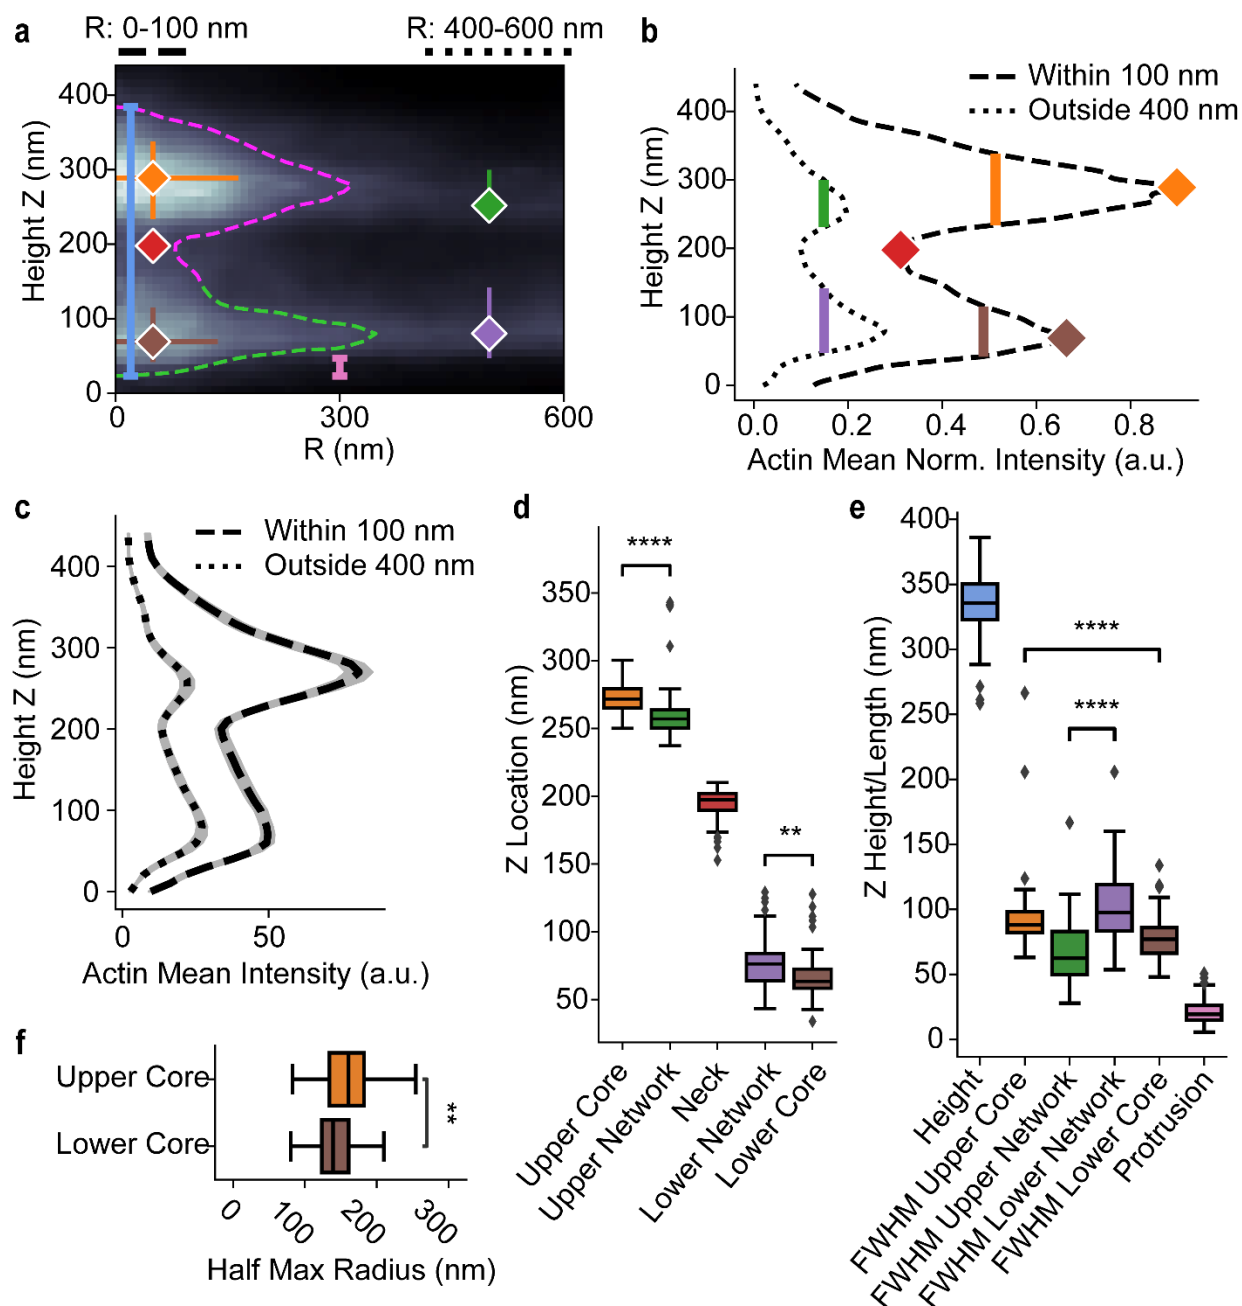 a
R: 0-100 nm
R: 400-600 nm
Height Z (nm)
400
300
200
100
0
0
300
600
R (nm)
b
Within 100 nm
Outside 400 nm
Height Z (nm)
400
300
200
100
0
0.0
0.2
0.4
0.6
0.8
Actin Mean Norm. Intensity (a.u.)
c
Within 100 nm
Outside 400 nm
Height Z (nm)
400
300
200
100
0
0
50
Actin Mean Intensity (a.u.)
d
****
**
Z Location (nm)
350
300
250
200
150
100
50
Upper Core
Upper Network
Neck
Lower Network
Lower Core
e
****
****
Z Height/Length (nm)
400
350
300
250
200
150
100
50
0
Height
FWHM Upper Core
FWHM Upper Network
FWHM Lower Network
FWHM Lower Core
Protrusion
f
Upper Core
Lower Core
**
0
100
200
300
Half Max Radius (nm)